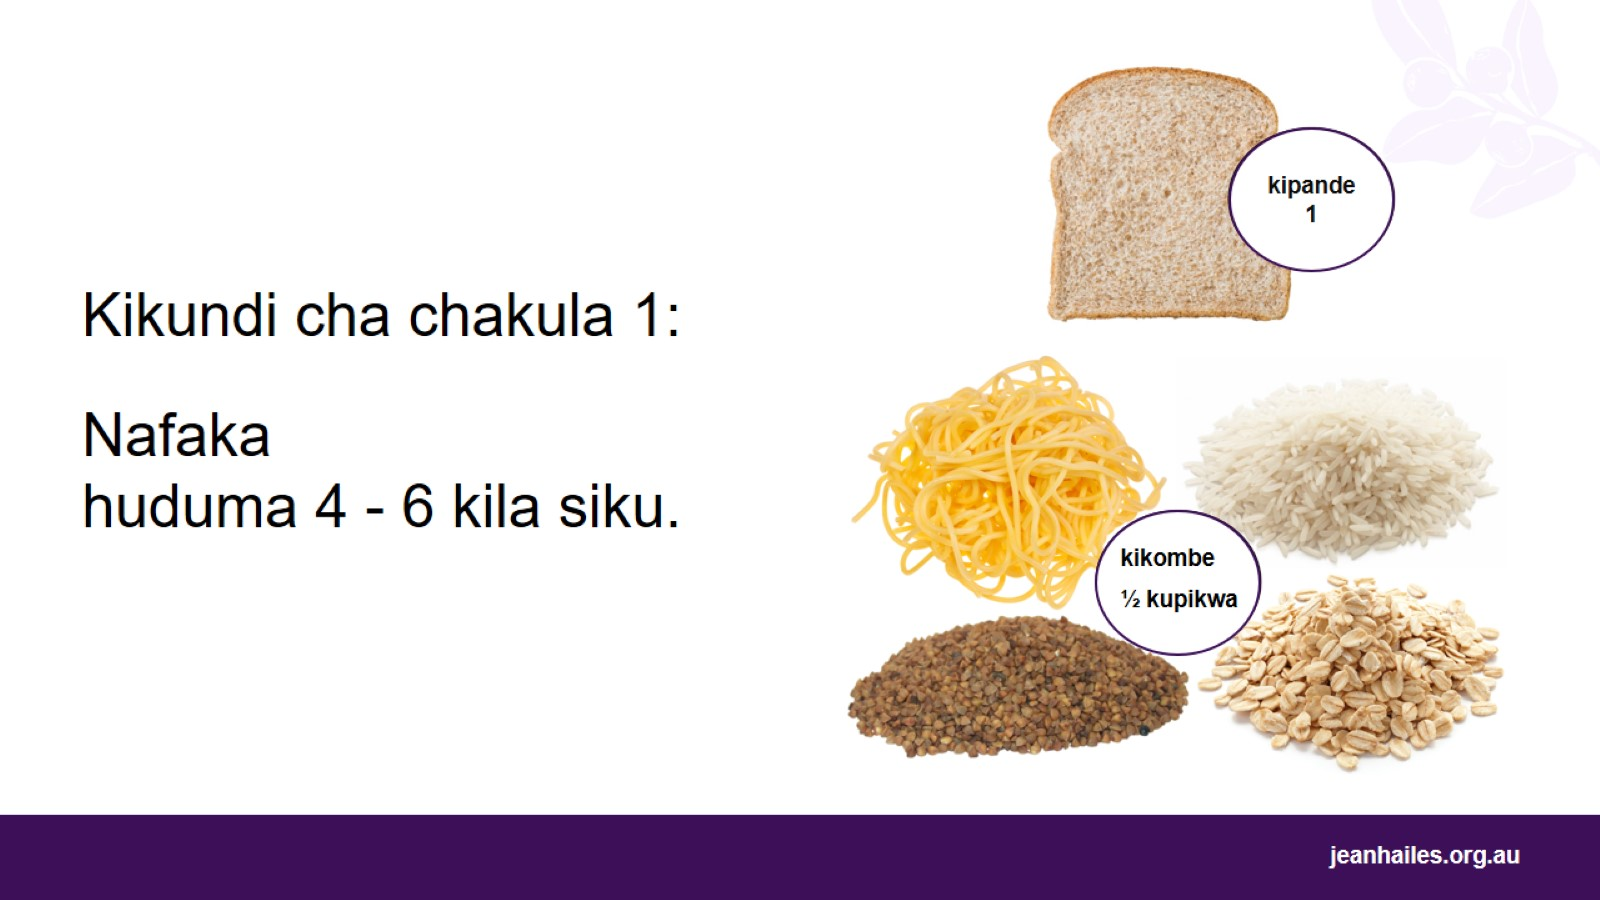 Kikundi cha chakula 1:
Nafaka
huduma 4 - 6 kila siku.
kipande
1
kikombe
½ kupikwa
jeanhailes.org.au